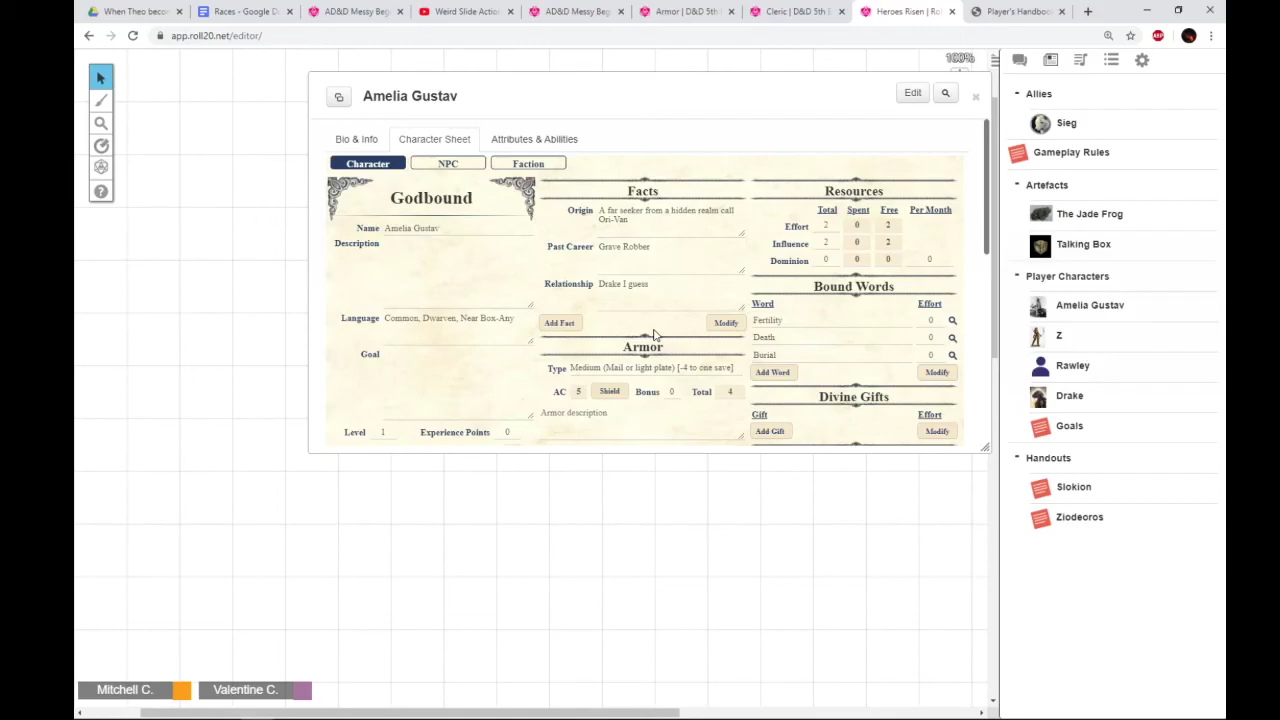 When Theo becon
Races - Google D
AD&D Messy Beg
Weird Slide Action
AD&D Messy Beg
Armor | D&D 5th
Cleric | D&D 5th E
Heroes Risen | Ro
Player's Handboo
app.roll20.net/editor/
ABP
100%
Amelia Gustav
Edit
Bio & Info
Character Sheet
Attributes & Abilities
Character
NPC
Faction
Godbound
Name Amelia Gustav
Description
Language Common, Dwarven, Near Box-Any
Goal
Level 1 Experience Points 0
Facts
Origin A far seeker from a hidden realm call
Ori-Van
Past Career Grave Robber
Relationship Drake I guess
Add Fact Modify
Armor
Type Medium (Mail or light plate) [-4 to one save]
AC 5 Shield Bonus 0 Total 4
Armor description
Resources
Total Spent Free Per Month
Effort 2 0 2
Influence 2 0 2
Dominion 0 0 0 0
Bound Words
Word Effort
Fertility 0
Death 0
Burial 0
Add Word Modify
Divine Gifts
Gift Effort
Add Gift Modify
Allies
Sieg
Gameplay Rules
Artefacts
The Jade Frog
Talking Box
Player Characters
Amelia Gustav
Z
Rawley
Drake
Goals
Handouts
Slokion
Ziodeoros
Mitchell C.
Valentine C.